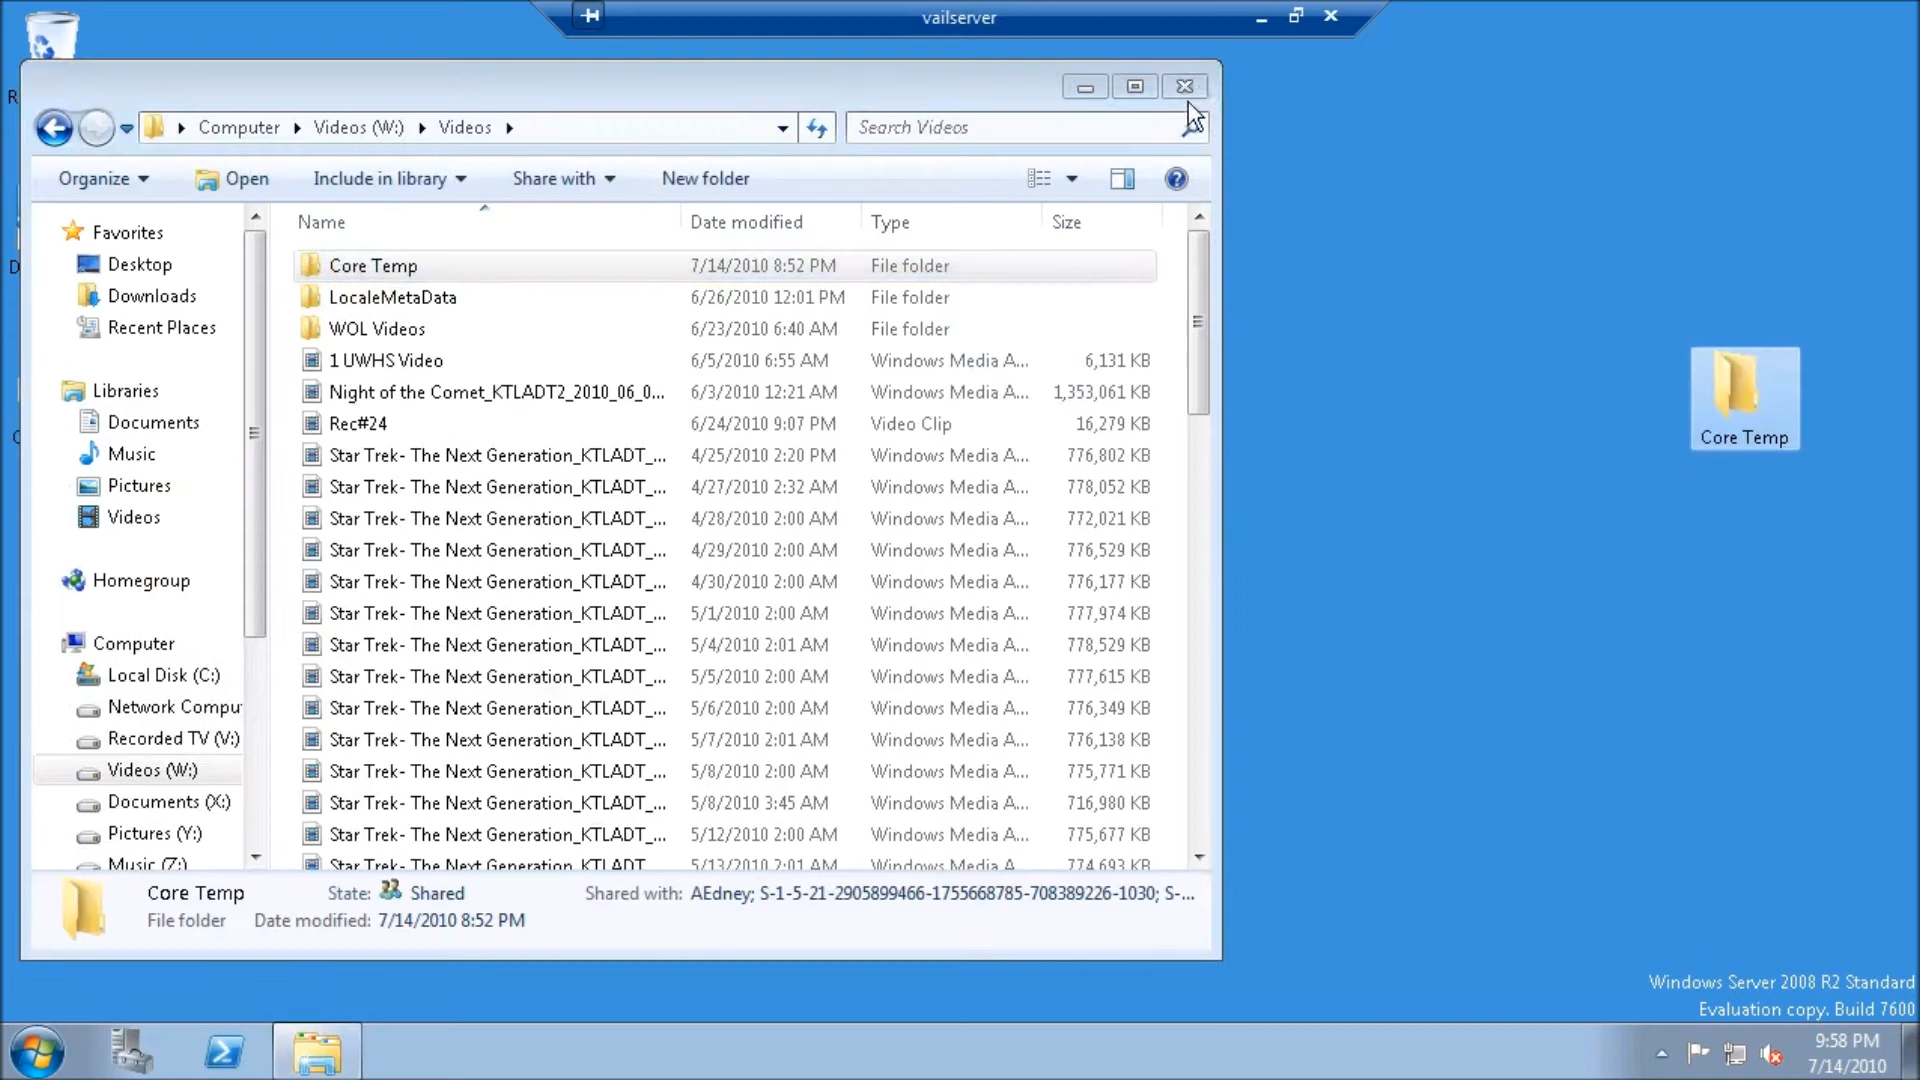 vailserver
Computer Videos (W:) Videos
Search Videos
Organize Open Include in library Share with New folder
Favorites
Desktop
Downloads
Recent Places
Libraries
Documents
Music
Pictures
Videos
Homegroup
Computer
Local Disk (C:)
Network Compu
Recorded TV (V:)
Videos (W:)
Documents (X:)
Pictures (Y:)
Music (Z:)
Name Date modified Type Size
Core Temp 7/14/2010 8:52 PM File folder
LocaleMetaData 6/26/2010 12:01 PM File folder
WOL Videos 6/23/2010 6:40 AM File folder
1 UWHS Video 6/5/2010 6:55 AM Windows Media A... 6,131 KB
Night of the Comet_KTLADT2_2010_06_0... 6/3/2010 12:21 AM Windows Media A... 1,353,061 KB
Rec#24 6/24/2010 9:07 PM Video Clip 16,279 KB
Star Trek- The Next Generation_KTLADT_... 4/25/2010 2:20 PM Windows Media A... 776,802 KB
Star Trek- The Next Generation_KTLADT_... 4/27/2010 2:32 AM Windows Media A... 778,052 KB
Star Trek- The Next Generation_KTLADT_... 4/28/2010 2:00 AM Windows Media A... 772,021 KB
Star Trek- The Next Generation_KTLADT_... 4/29/2010 2:00 AM Windows Media A... 776,529 KB
Star Trek- The Next Generation_KTLADT_... 4/30/2010 2:00 AM Windows Media A... 776,177 KB
Star Trek- The Next Generation_KTLADT_... 5/1/2010 2:00 AM Windows Media A... 777,974 KB
Star Trek- The Next Generation_KTLADT_... 5/4/2010 2:01 AM Windows Media A... 778,529 KB
Star Trek- The Next Generation_KTLADT_... 5/5/2010 2:00 AM Windows Media A... 777,615 KB
Star Trek- The Next Generation_KTLADT_... 5/6/2010 2:00 AM Windows Media A... 776,349 KB
Star Trek- The Next Generation_KTLADT_... 5/7/2010 2:01 AM Windows Media A... 776,138 KB
Star Trek- The Next Generation_KTLADT_... 5/8/2010 2:00 AM Windows Media A... 775,771 KB
Star Trek- The Next Generation_KTLADT_... 5/8/2010 3:45 AM Windows Media A... 716,980 KB
Star Trek- The Next Generation_KTLADT_... 5/12/2010 2:00 AM Windows Media A... 775,677 KB
Star Trek- The Next Generation_KTLADT 5/13/2010 2:01 AM Windows Media A 774,693 KB
Core Temp State: Shared Shared with: AEdney; S-1-5-21-2905899466-1755668785-708389226-1030; S-...
File folder Date modified: 7/14/2010 8:52 PM
Core Temp
Windows Server 2008 R2 Standard
Evaluation copy. Build 7600
9:58 PM
7/14/2010